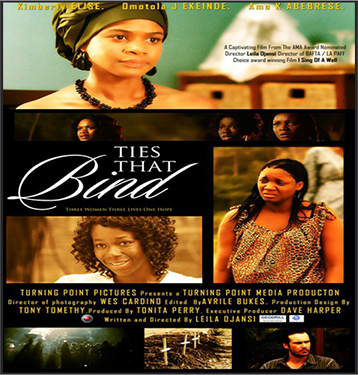 Kimberly ELISE. Omotola J EKEINDE. Ama K ABEBRESE.
A Captivating Film From The AMA Award Nominated
Director Leila Djansi Director of BAFTA / LA PAFF
Choice award winning Film I Sing Of A Well
TIES
THAT
Bind
THREE WOMEN THREE LIVES ONE HOPE
TURNING POINT PICTURES Presents a TURNING POINT MEDIA PRODUCTON
Director of photography WES CARDINO Edited By AVRILE BUKES, Production Design By
TONY TOMETHY. Produced By TONITA PERRY. Executive Producer DAVE HARPER
Written and Directed By LEILA DJANSI